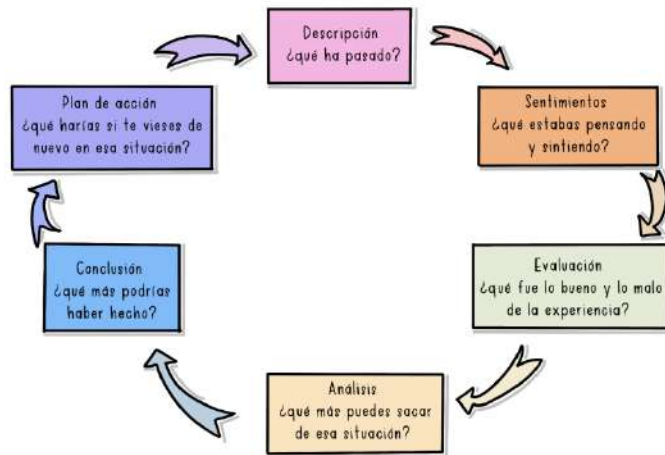 Descripción
¿qué ha pasado?
Sentimientos
¿qué estabas pensando
y sintiendo?
Evaluación
¿qué fue lo bueno y lo malo
de la experiencia?
Análisis
¿qué más puedes sacar
de esa situación?
Conclusión
¿qué más podrías
haber hecho?
Plan de acción
¿qué harías si te vieses de
nuevo en esa situación?